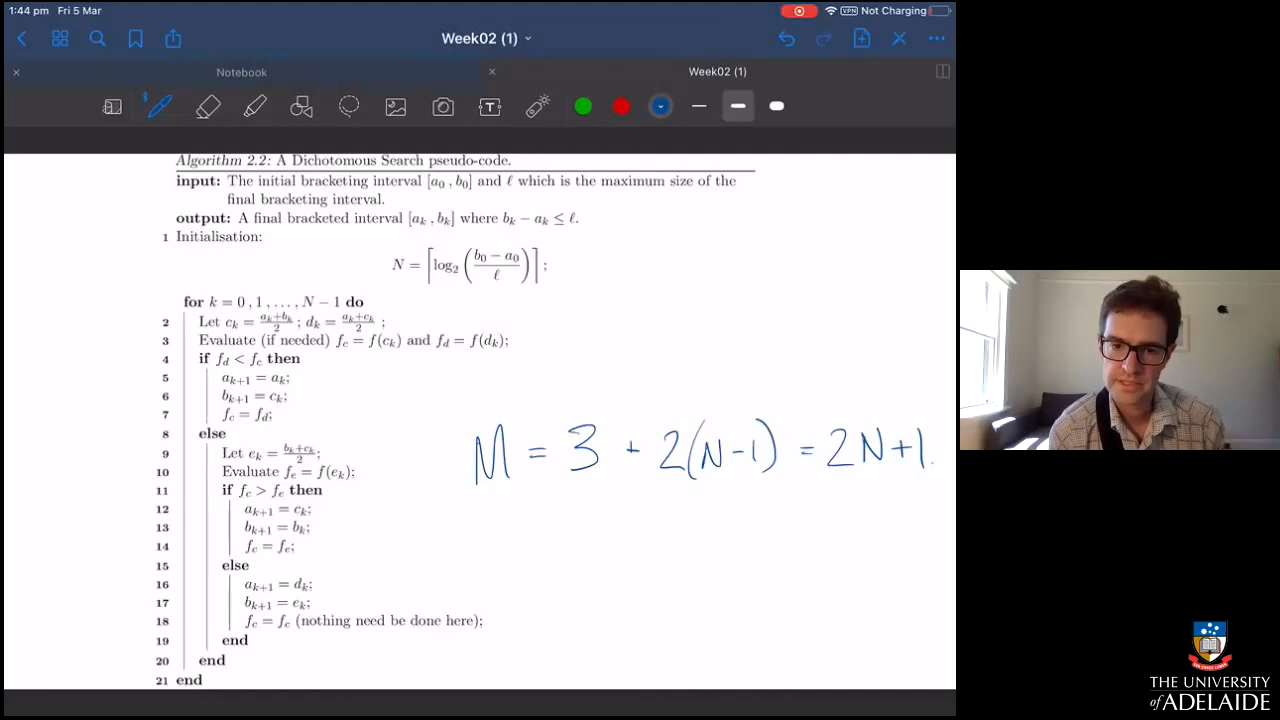 1:44 pm Fri 5 Mar
VPN Not Charging
Week02 (1)
Notebook
Week02 (1)
Algorithm 2.2: A Dichotomous Search pseudo-code.
input: The initial bracketing interval [a₀ , b₀] and ℓ which is the maximum size of the
final bracketing interval.
output: A final bracketed interval [aₖ , bₖ] where bₖ − aₖ ≤ ℓ.
1 Initialisation:
N = ⌈log₂ ((b₀ − a₀)/ℓ)⌉ ;
for k = 0 , 1 , . . . , N − 1 do
2 Let cₖ = (aₖ+bₖ)/2 ; dₖ = (aₖ+cₖ)/2 ;
3 Evaluate (if needed) f_c = f(cₖ) and f_d = f(dₖ);
4 if f_d < f_c then
5 aₖ₊₁ = aₖ;
6 bₖ₊₁ = cₖ;
7 f_c = f_d;
8 else
9 Let eₖ = (bₖ+cₖ)/2;
10 Evaluate f_e = f(eₖ);
11 if f_c > f_e then
12 aₖ₊₁ = cₖ;
13 bₖ₊₁ = bₖ;
14 f_c = f_e;
15 else
16 aₖ₊₁ = dₖ;
17 bₖ₊₁ = eₖ;
18 f_c = f_c (nothing need be done here);
19 end
20 end
21 end
M = 3 + 2(N-1) = 2N+1.
THE UNIVERSITY
of ADELAIDE